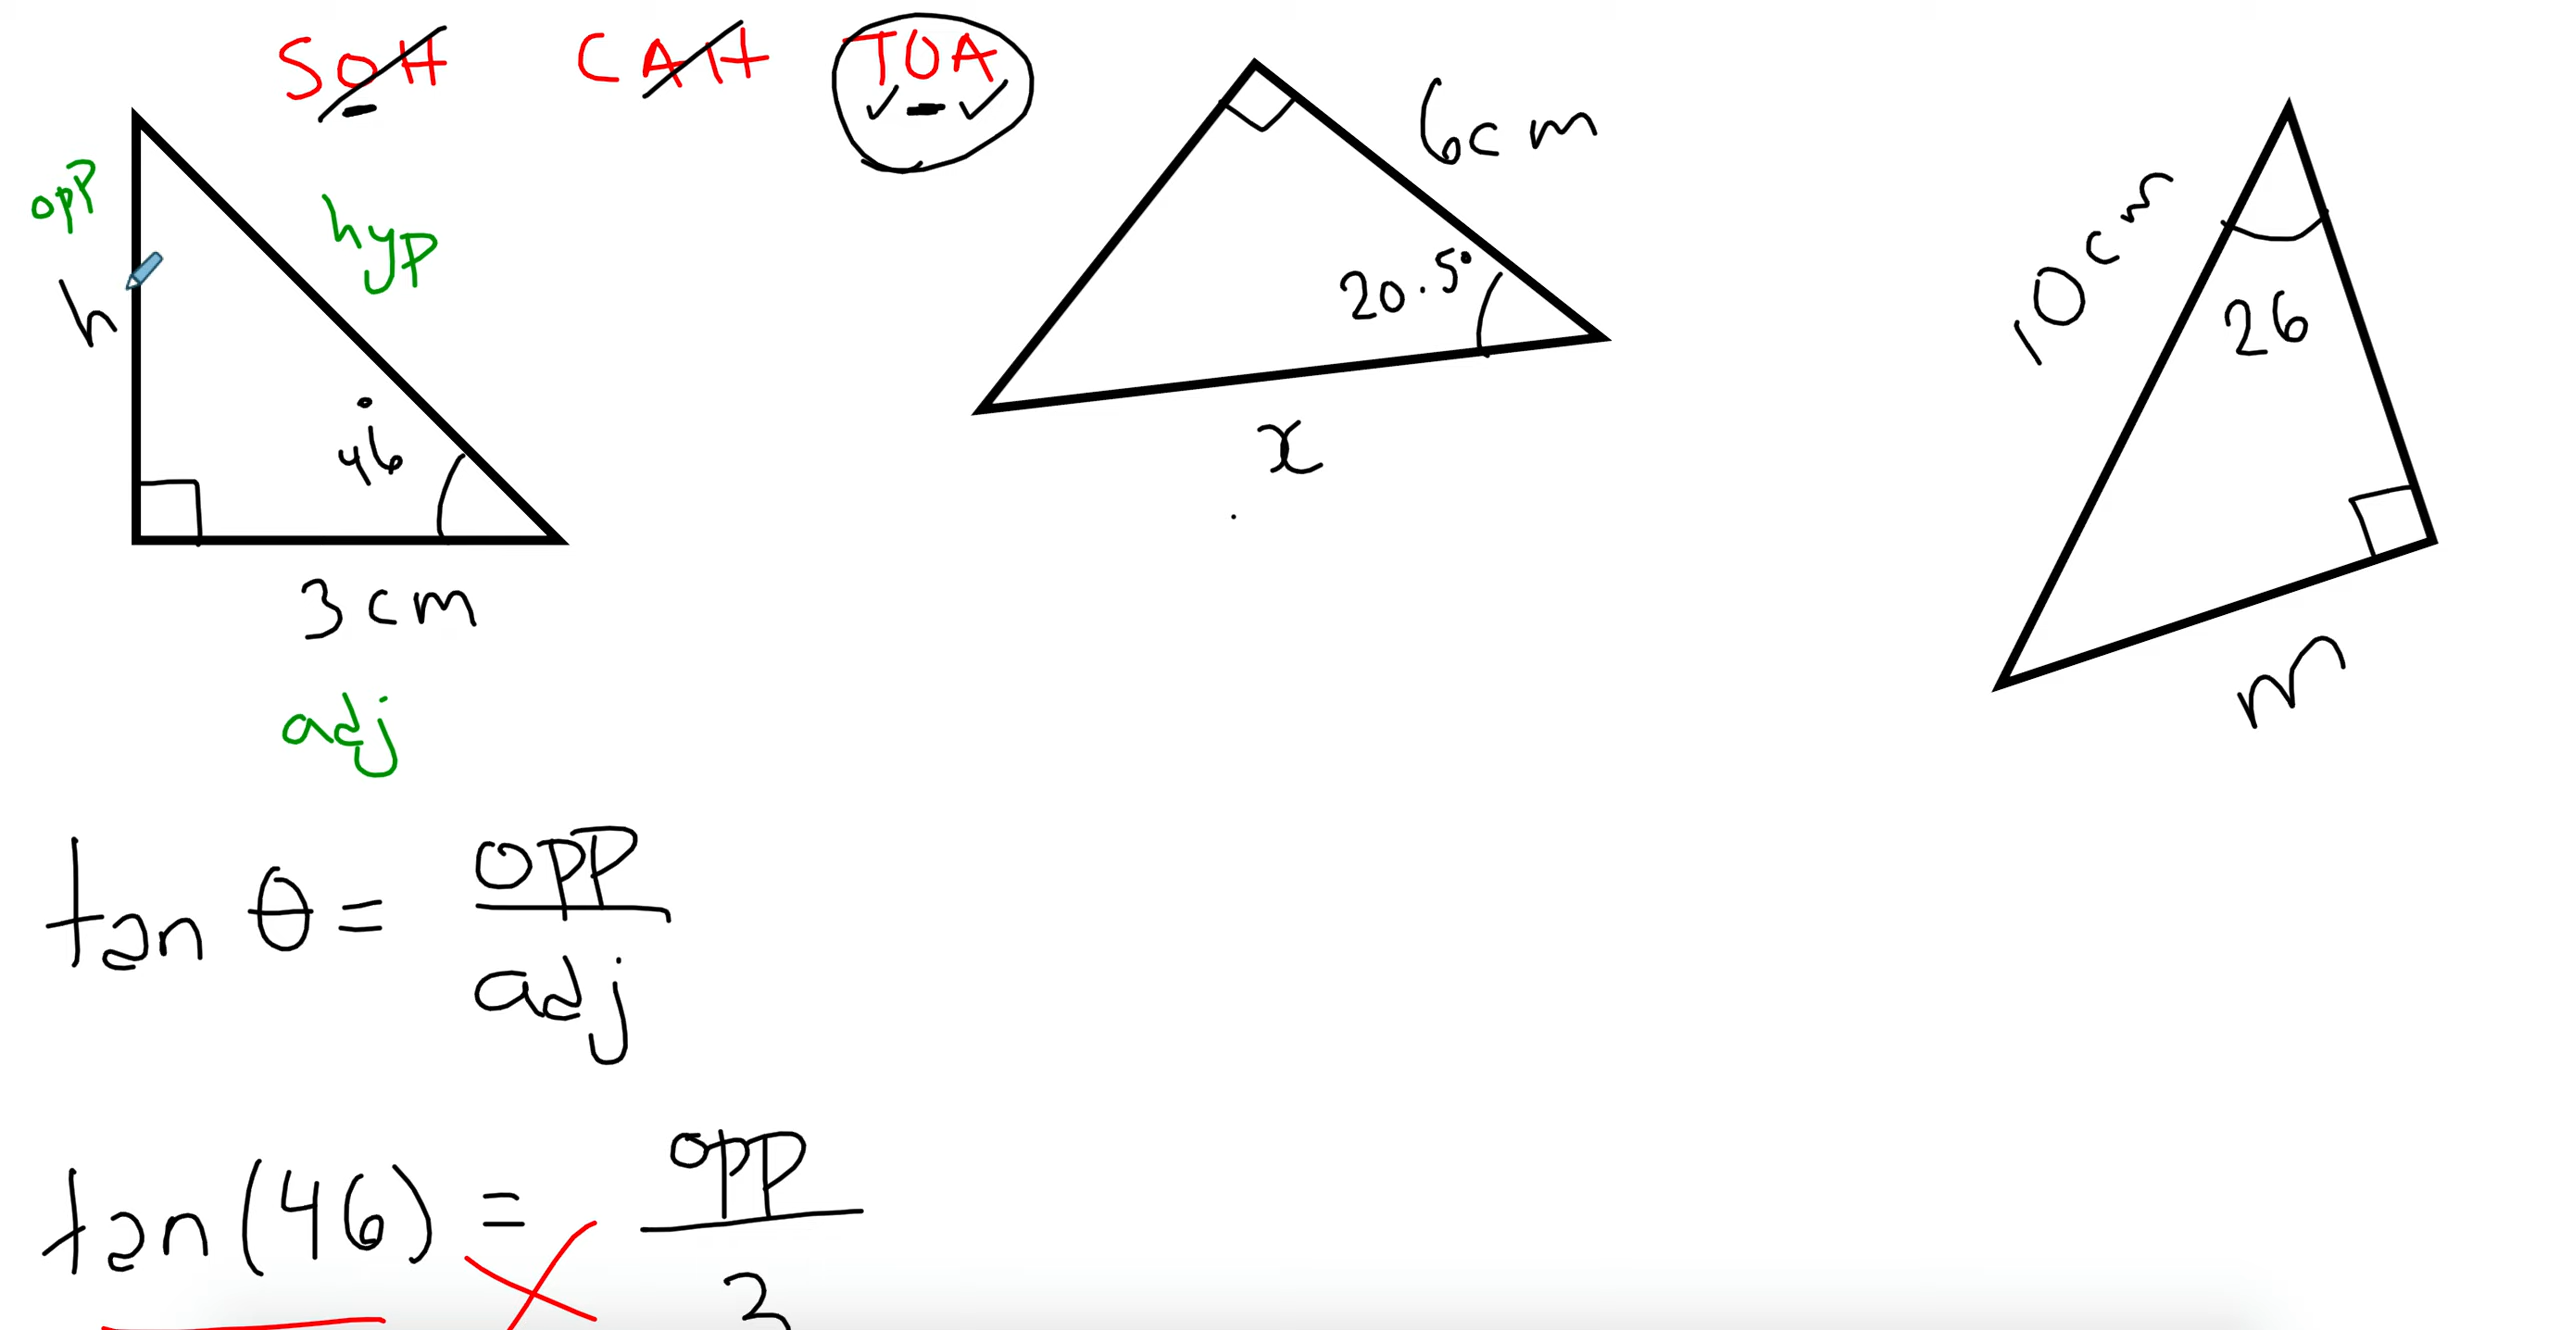 SOH CAH TOA
opp
hyp
h
46°
3cm
adj
6cm
20.5°
x
10cm
26
m
tan θ = opp
adj
tan(46) = opp
3